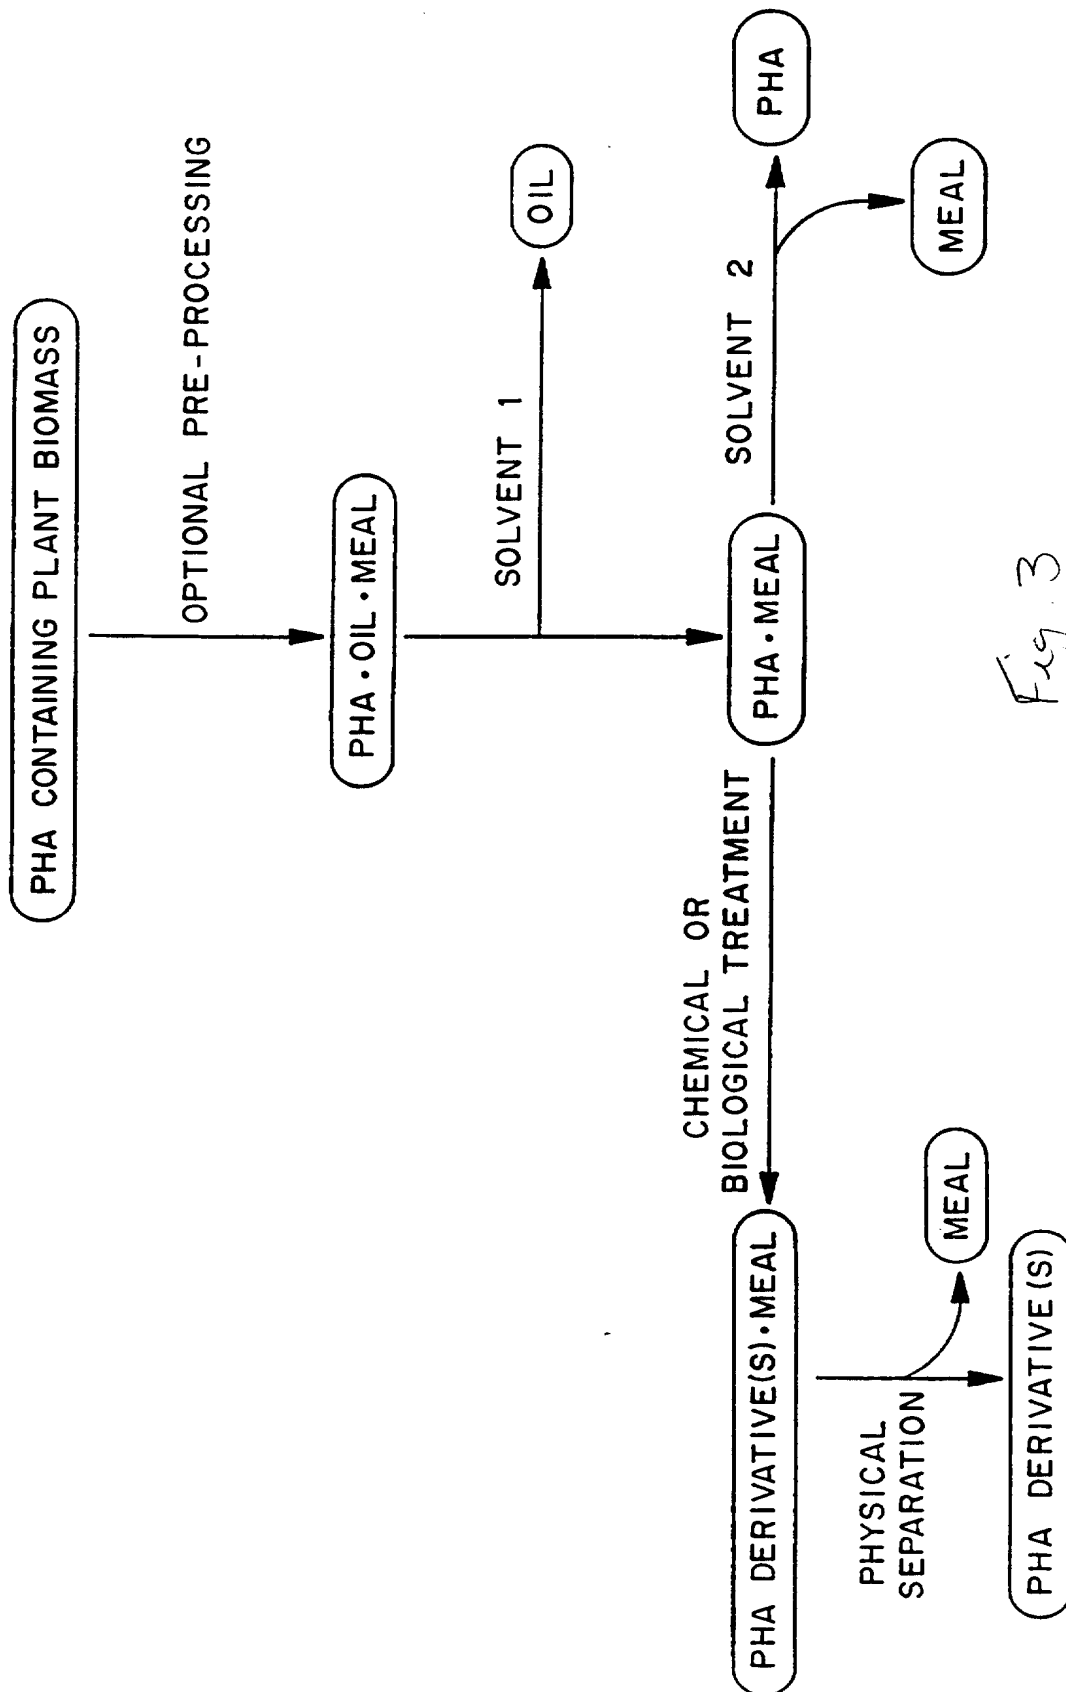 PHA CONTAINING PLANT BIOMASS
OPTIONAL PRE-PROCESSING
PHA•OIL•MEAL
SOLVENT 1
OIL
CHEMICAL OR
BIOLOGICAL TREATMENT
PHA•MEAL
SOLVENT 2
PHA
MEAL
PHA DERIVATIVE(S)•MEAL
PHYSICAL
SEPARATION
MEAL
PHA DERIVATIVE(S)
Fig. 3